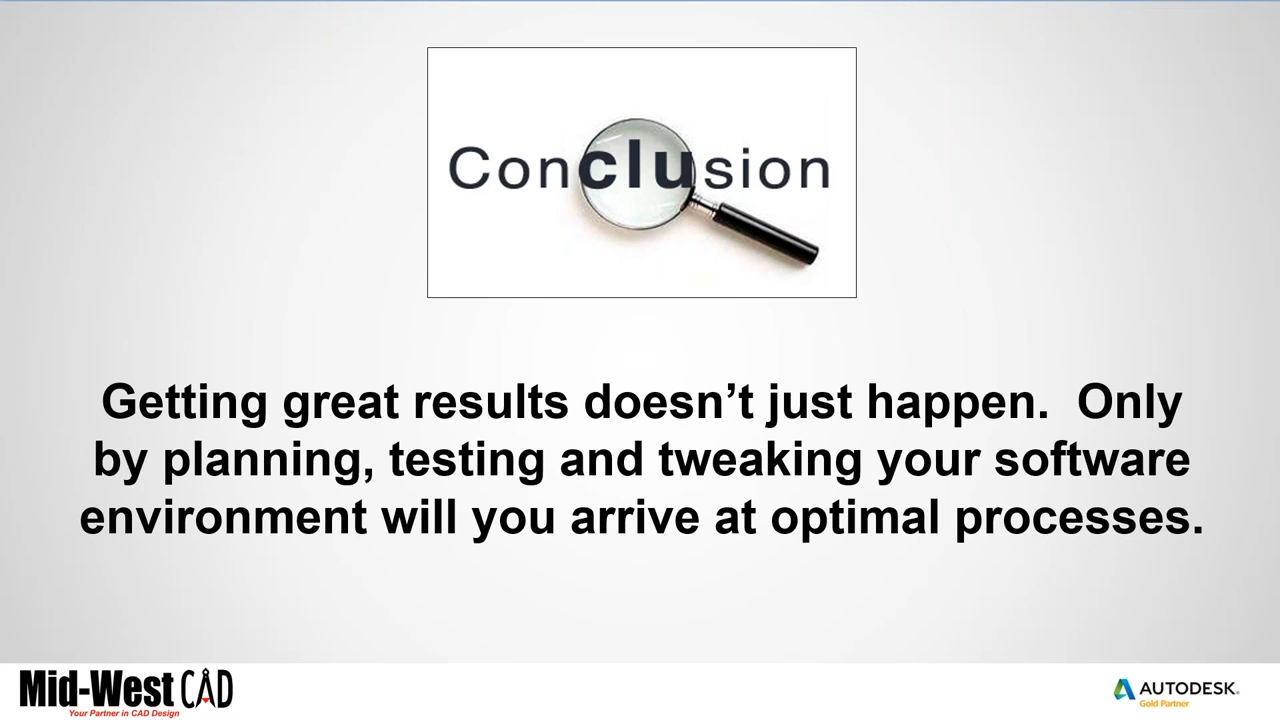 Conclusion
Getting great results doesn’t just happen.  Only
by planning, testing and tweaking your software
environment will you arrive at optimal processes.
Mid-West CAD
Your Partner in CAD Design
AUTODESK®
Gold Partner